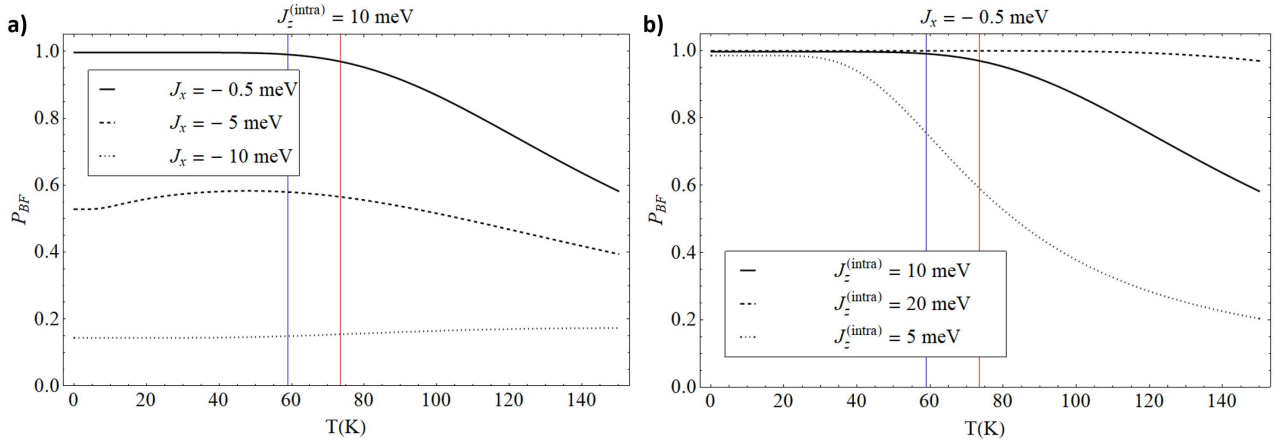 a)
J_z^(intra) = 10 meV
1.0
0.8
0.6
0.4
0.2
0.0
P_BF
J_x = − 0.5 meV
J_x = − 5 meV
J_x = − 10 meV
0 20 40 60 80 100 120 140
T(K)
b)
J_x = − 0.5 meV
1.0
0.8
0.6
0.4
0.2
0.0
P_BF
J_z^(intra) = 10 meV
J_z^(intra) = 20 meV
J_z^(intra) = 5 meV
0 20 40 60 80 100 120 140
T(K)